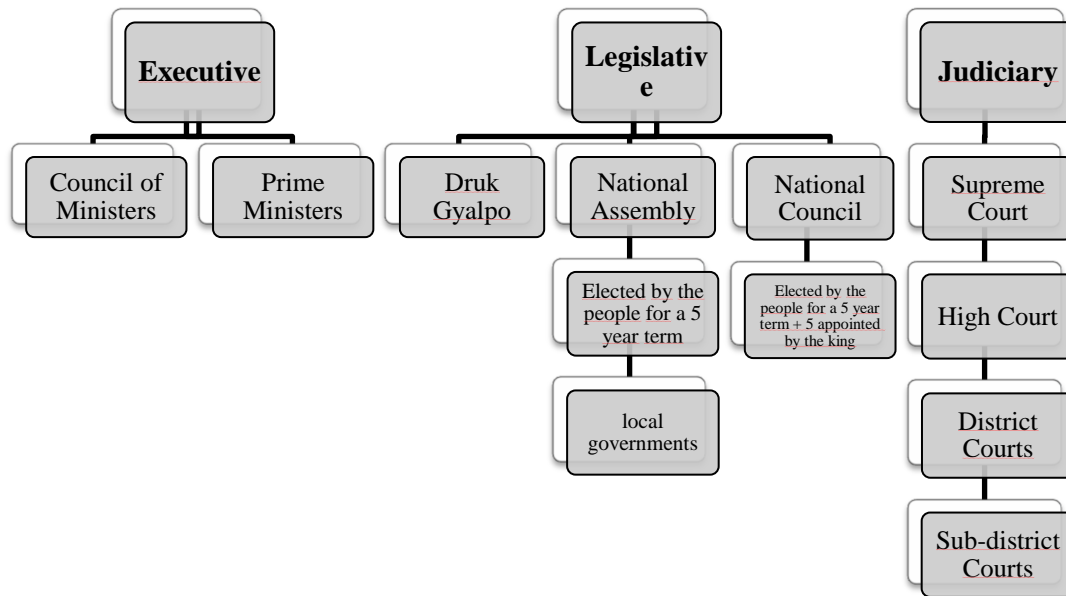 Executive
Legislativ
e
Judiciary
Council of
Ministers
Prime
Ministers
Druk
Gyalpo
National
Assembly
National
Council
Supreme
Court
Elected by the
people for a 5
year term
Elected by the
people for a 5 year
term + 5 appointed
by the king
High Court
local
governments
District
Courts
Sub-district
Courts